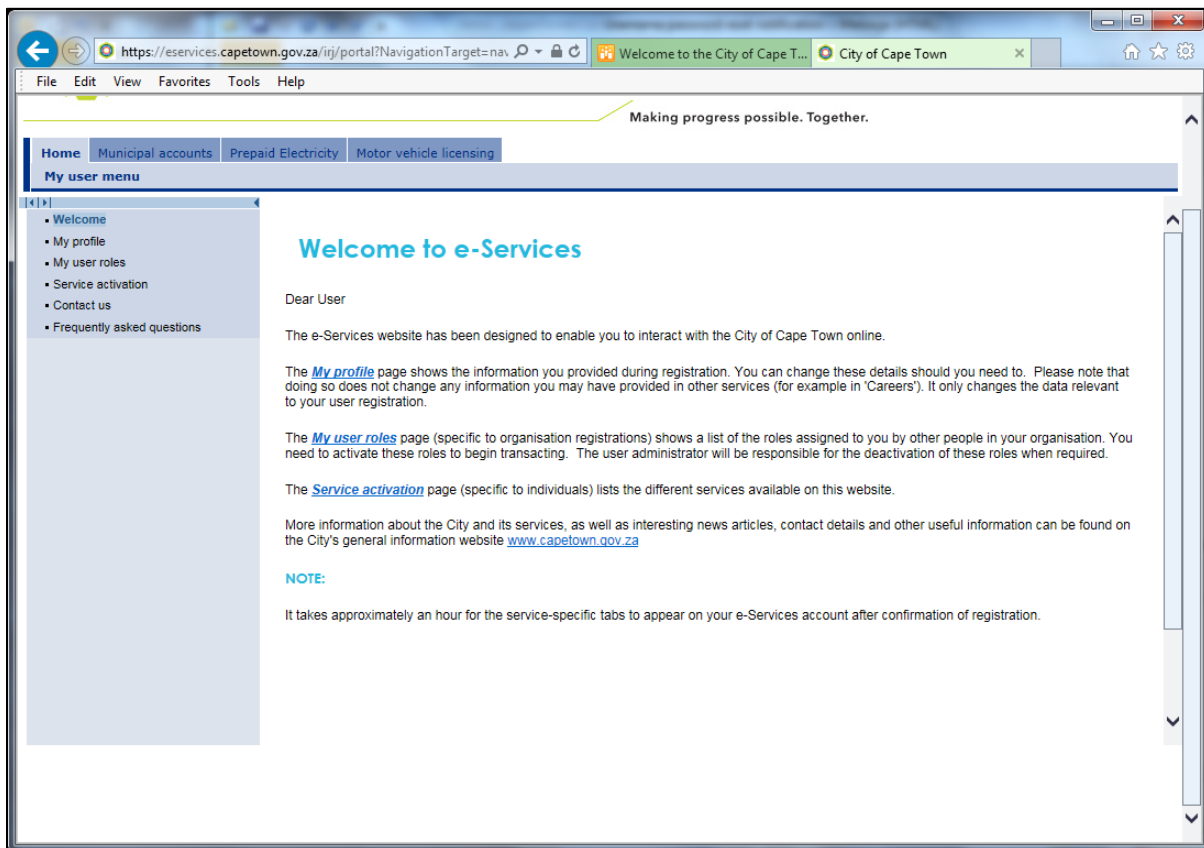 https://eservices.capetown.gov.za/irj/portal?NavigationTarget=nav
Welcome to the City of Cape T...
City of Cape Town
File Edit View Favorites Tools Help
Making progress possible. Together.
Home Municipal accounts Prepaid Electricity Motor vehicle licensing
My user menu
Welcome
My profile
My user roles
Service activation
Contact us
Frequently asked questions
Welcome to e-Services
Dear User
The e-Services website has been designed to enable you to interact with the City of Cape Town online.
The My profile page shows the information you provided during registration. You can change these details should you need to. Please note that
doing so does not change any information you may have provided in other services (for example in 'Careers'). It only changes the data relevant
to your user registration.
The My user roles page (specific to organisation registrations) shows a list of the roles assigned to you by other people in your organisation. You
need to activate these roles to begin transacting. The user administrator will be responsible for the deactivation of these roles when required.
The Service activation page (specific to individuals) lists the different services available on this website.
More information about the City and its services, as well as interesting news articles, contact details and other useful information can be found on
the City's general information website www.capetown.gov.za
NOTE:
It takes approximately an hour for the service-specific tabs to appear on your e-Services account after confirmation of registration.